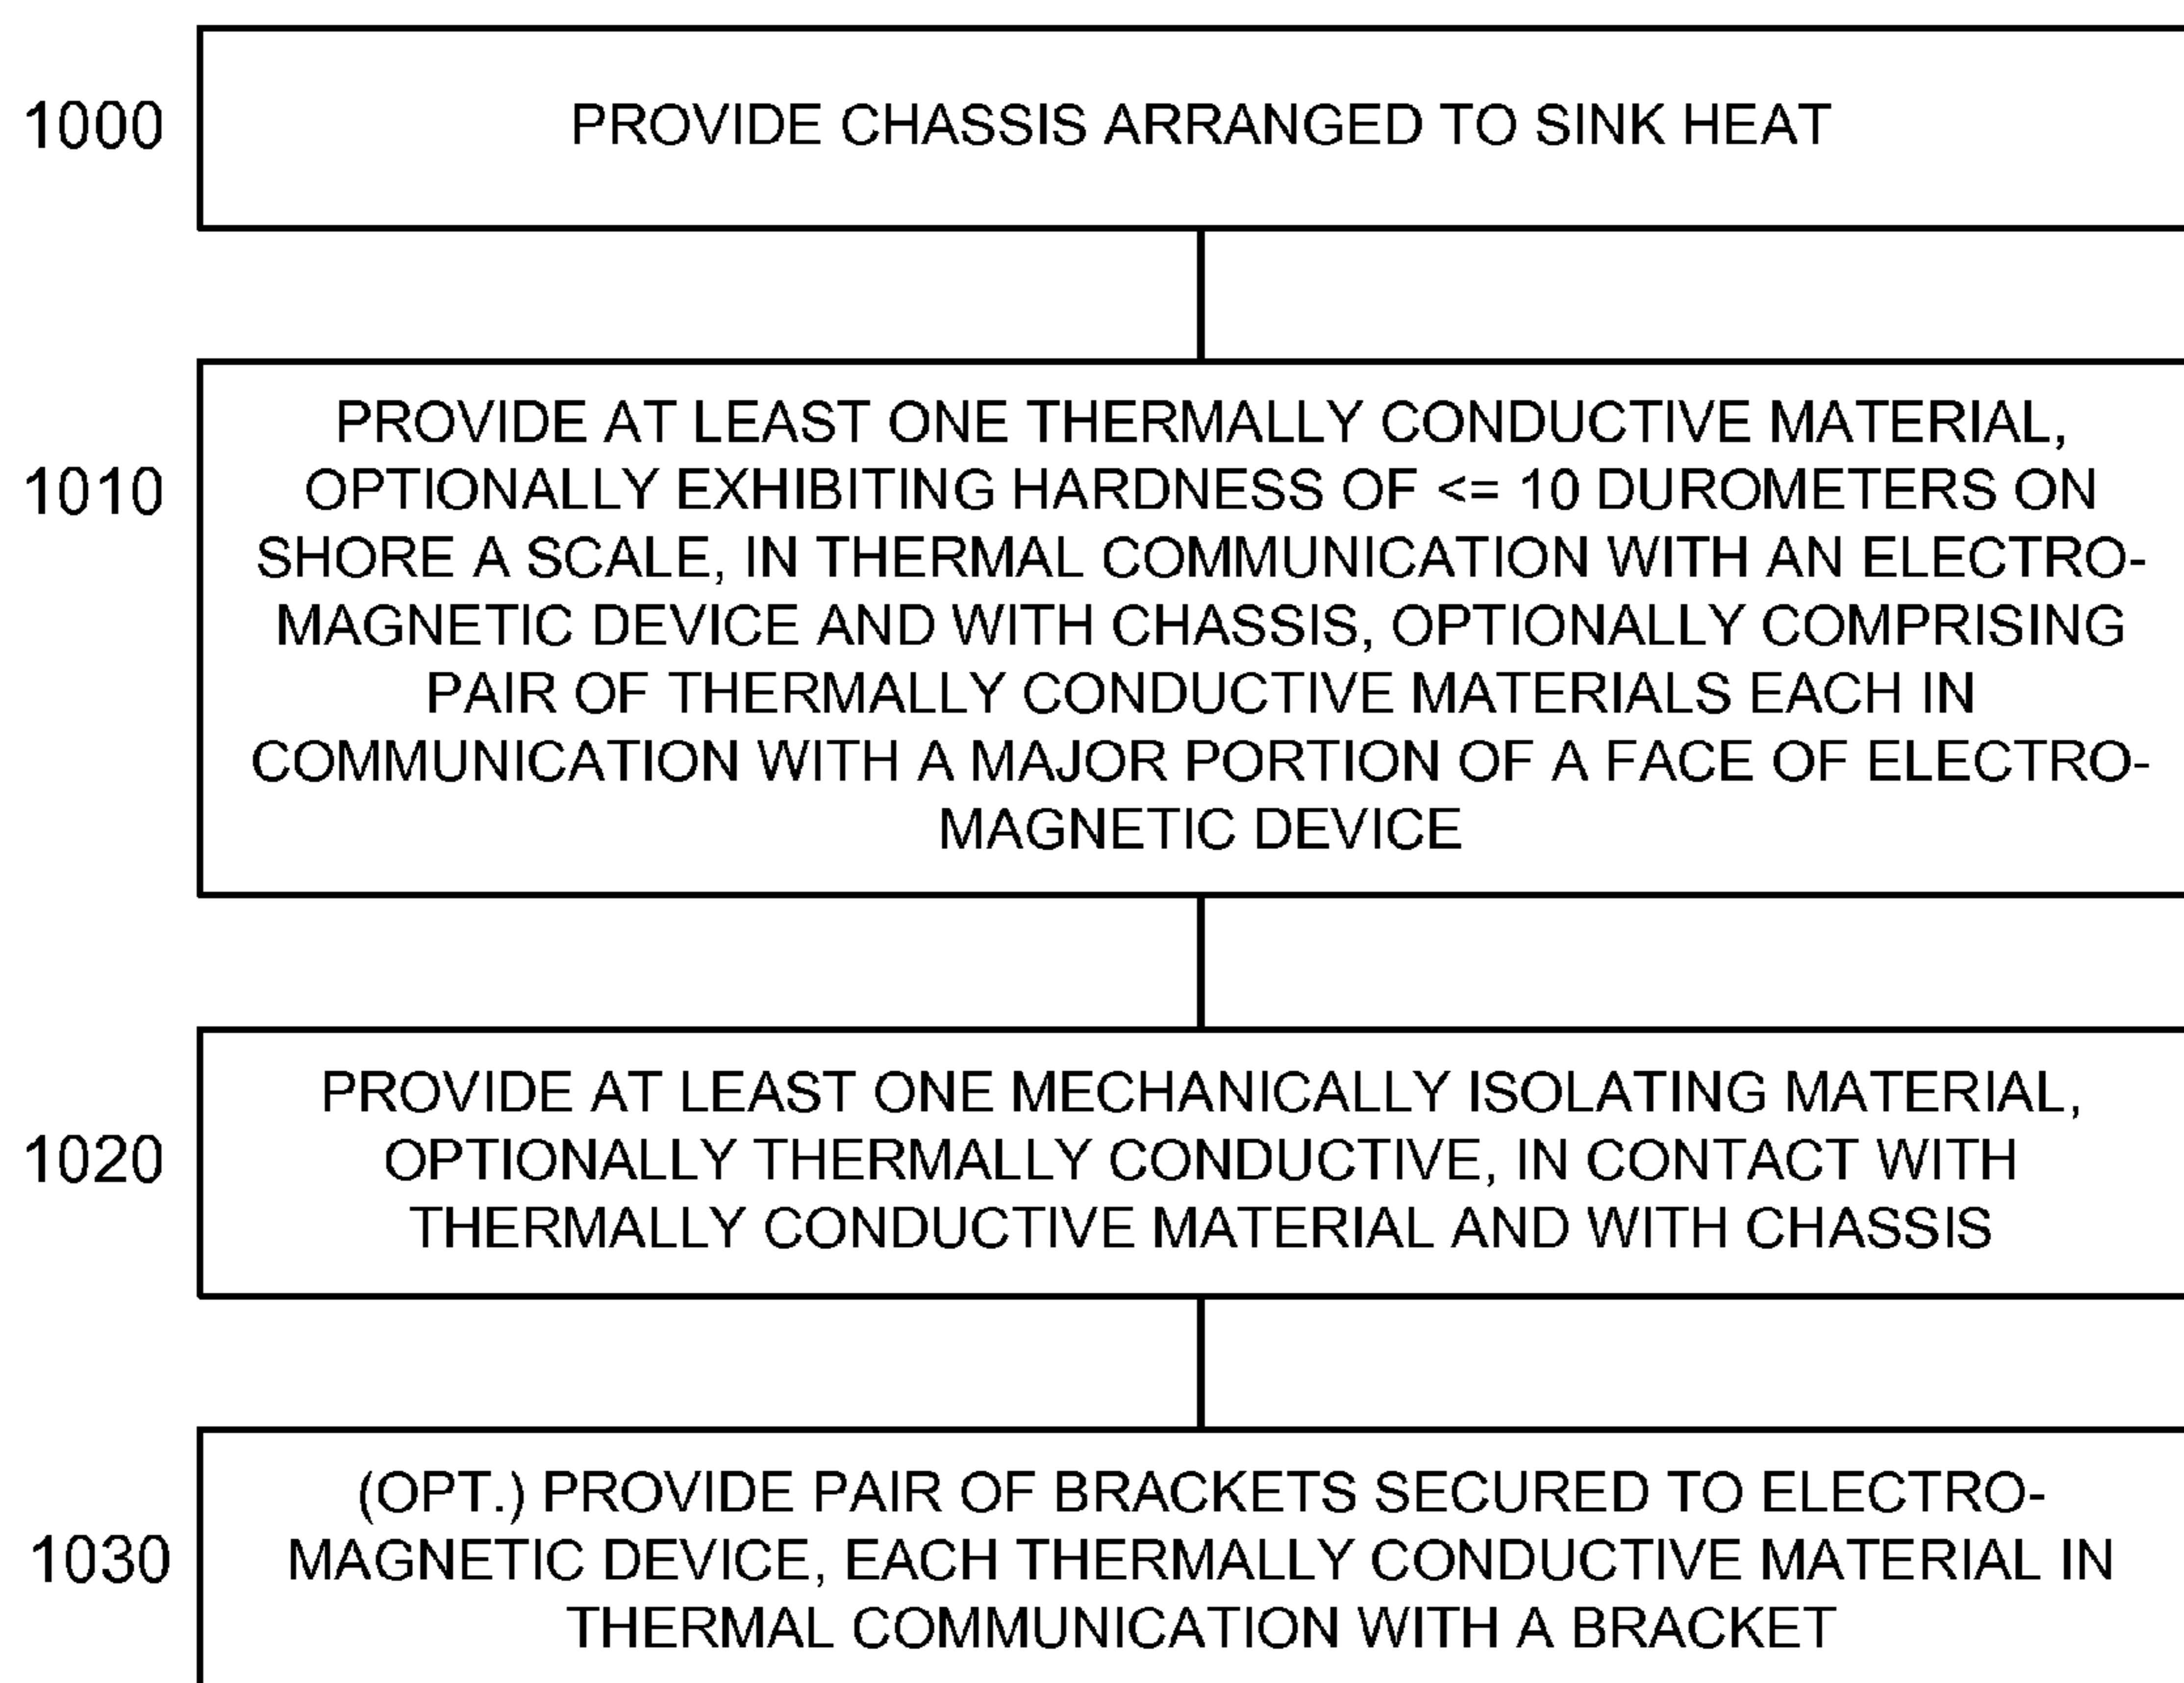 1000
PROVIDE CHASSIS ARRANGED TO SINK HEAT
PROVIDE AT LEAST ONE THERMALLY CONDUCTIVE MATERIAL,
1010
OPTIONALLY EXHIBITING HARDNESS OF <= 10 DUROMETERS ON
SHORE A SCALE, IN THERMAL COMMUNICATION WITH AN ELECTRO-
MAGNETIC DEVICE AND WITH CHASSIS, OPTIONALLY COMPRISING
PAIR OF THERMALLY CONDUCTIVE MATERIALS EACH IN
COMMUNICATION WITH A MAJOR PORTION OF A FACE OF ELECTRO-
MAGNETIC DEVICE
PROVIDE AT LEAST ONE MECHANICALLY ISOLATING MATERIAL,
1020
OPTIONALLY THERMALLY CONDUCTIVE, IN CONTACT WITH
THERMALLY CONDUCTIVE MATERIAL AND WITH CHASSIS
(OPT.) PROVIDE PAIR OF BRACKETS SECURED TO ELECTRO-
1030
MAGNETIC DEVICE, EACH THERMALLY CONDUCTIVE MATERIAL IN
THERMAL COMMUNICATION WITH A BRACKET